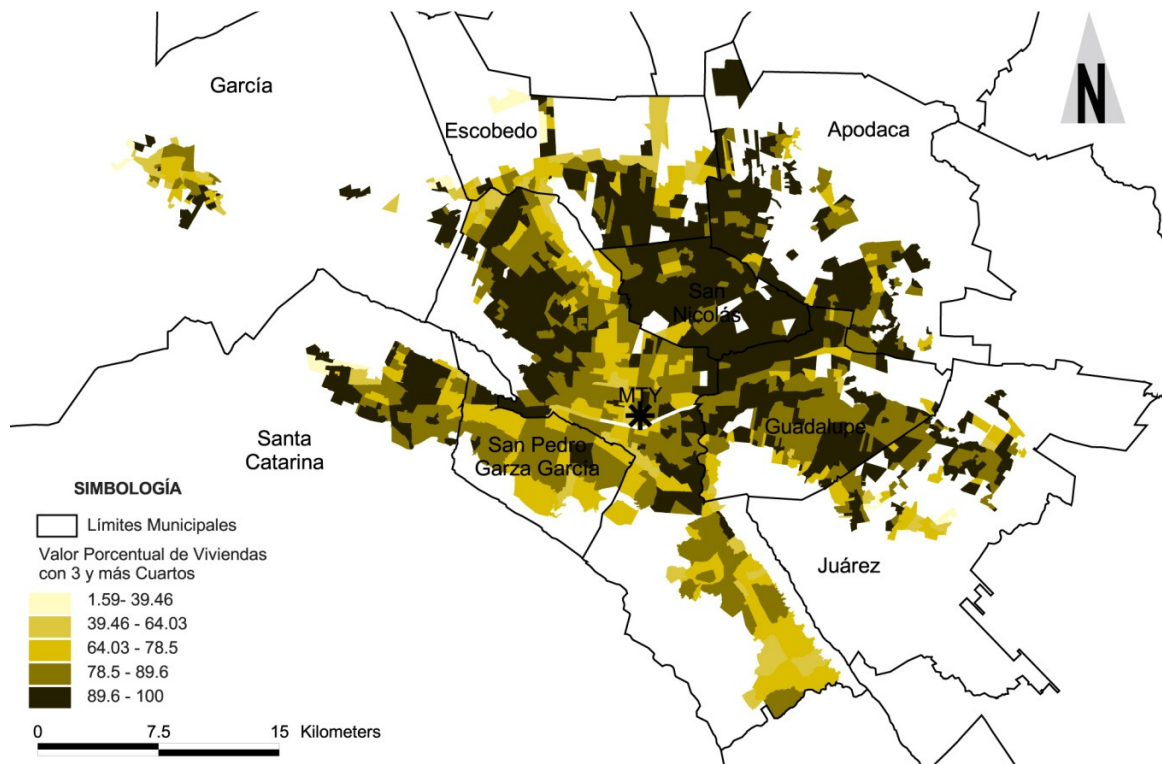 García
N
Escobedo
Apodaca
San
Nicolás
MTY
Guadalupe
San Pedro
Garza García
Santa
Catarina
Juárez
SIMBOLOGÍA
Límites Municipales
Valor Porcentual de Viviendas
con 3 y más Cuartos
1.59- 39.46
39.46 - 64.03
64.03 - 78.5
78.5 - 89.6
89.6 - 100
0 7.5 15 Kilometers